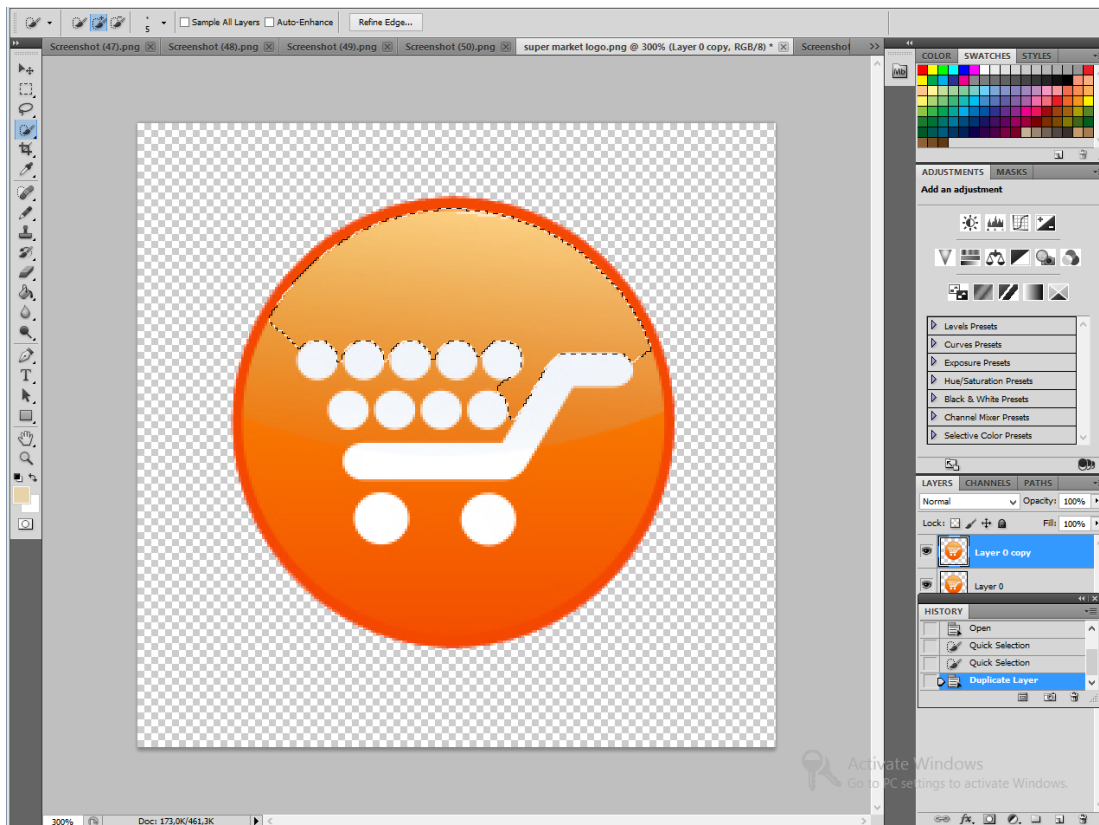 5 Sample All Layers Auto-Enhance Refine Edge...
Screenshot (47).png Screenshot (48).png Screenshot (49).png Screenshot (50).png super market logo.png @ 300% (Layer 0 copy, RGB/8) * Screenshot
Mb
COLOR SWATCHES STYLES
ADJUSTMENTS MASKS
Add an adjustment
Levels Presets
Curves Presets
Exposure Presets
Hue/Saturation Presets
Black & White Presets
Channel Mixer Presets
Selective Color Presets
LAYERS CHANNELS PATHS
Normal Opacity: 100%
Lock: Fill: 100%
Layer 0 copy
Layer 0
HISTORY
Open
Quick Selection
Quick Selection
Duplicate Layer
Activate Windows
Go to PC settings to activate Windows.
300% Doc: 173,0K/461,3K